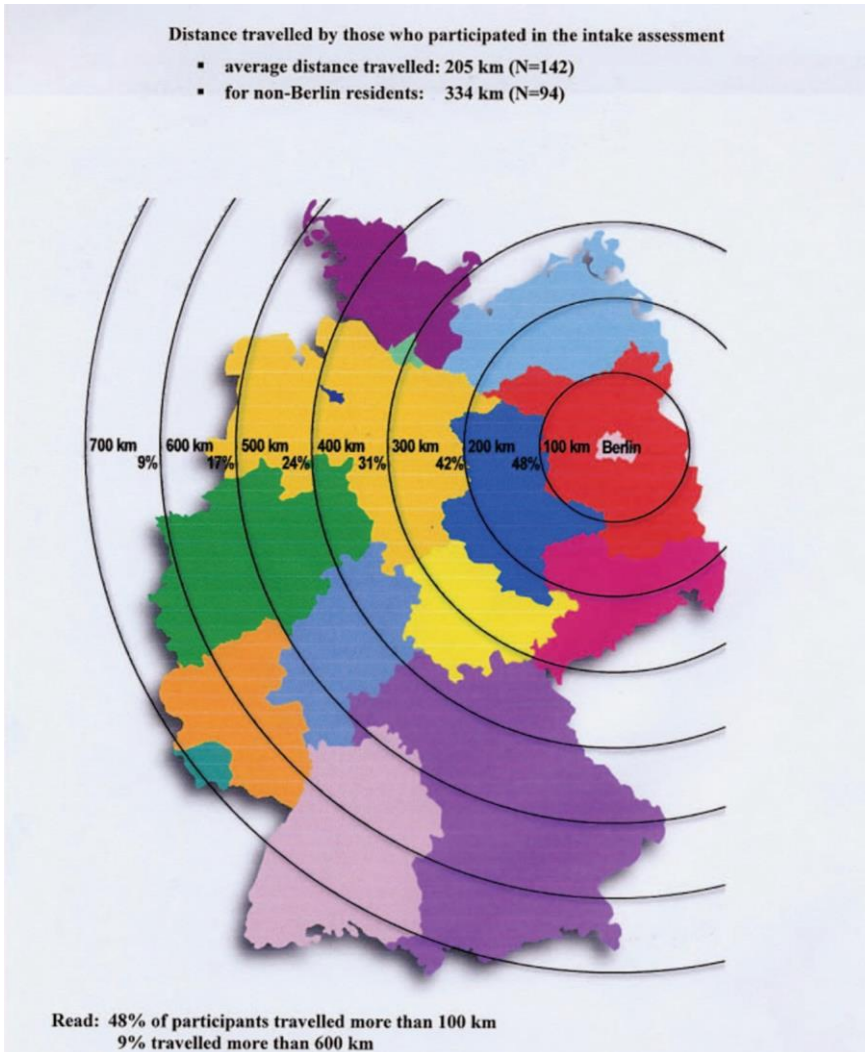 Distance travelled by those who participated in the intake assessment
▪ average distance travelled: 205 km (N=142)
▪ for non-Berlin residents: 334 km (N=94)
700 km 600 km 500 km 400 km 300 km 200 km 100 km Berlin
9% 17% 24% 31% 42% 48%
Read: 48% of participants travelled more than 100 km
9% travelled more than 600 km